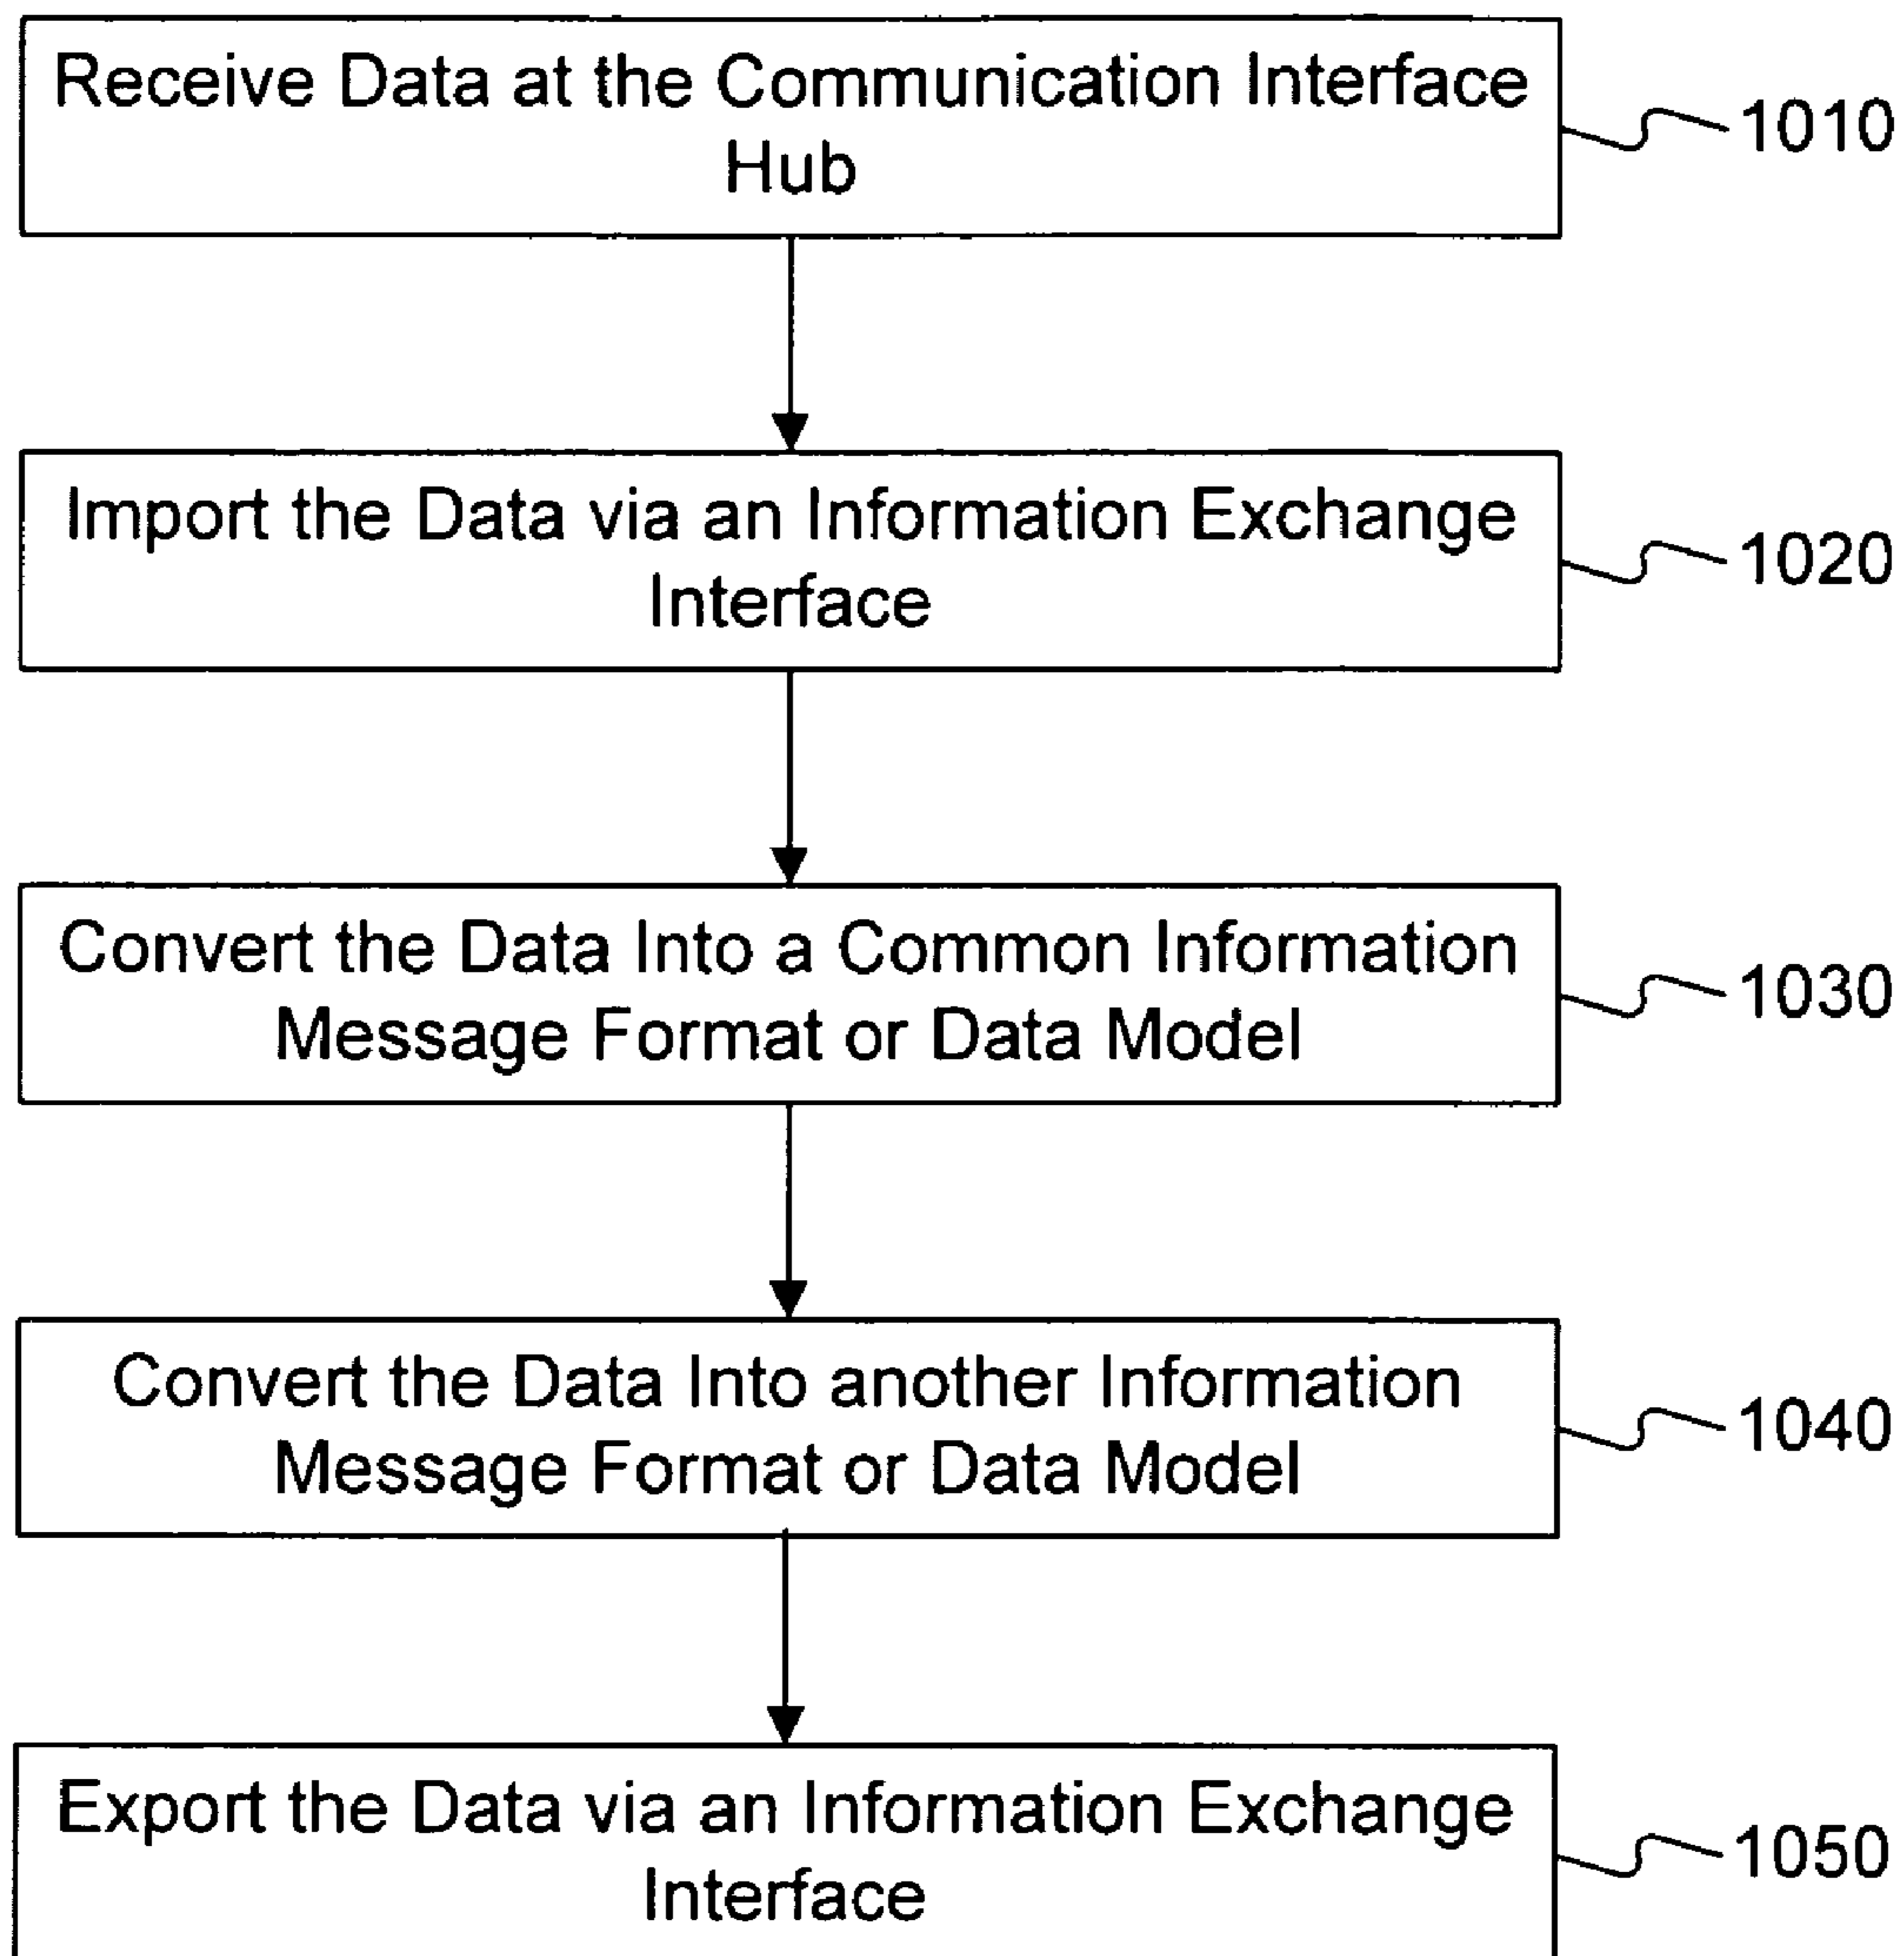 Receive Data at the Communication Interface
Hub
1010
Import the Data via an Information Exchange
Interface
1020
Convert the Data Into a Common Information
Message Format or Data Model
1030
Convert the Data Into another Information
Message Format or Data Model
1040
Export the Data via an Information Exchange
Interface
1050